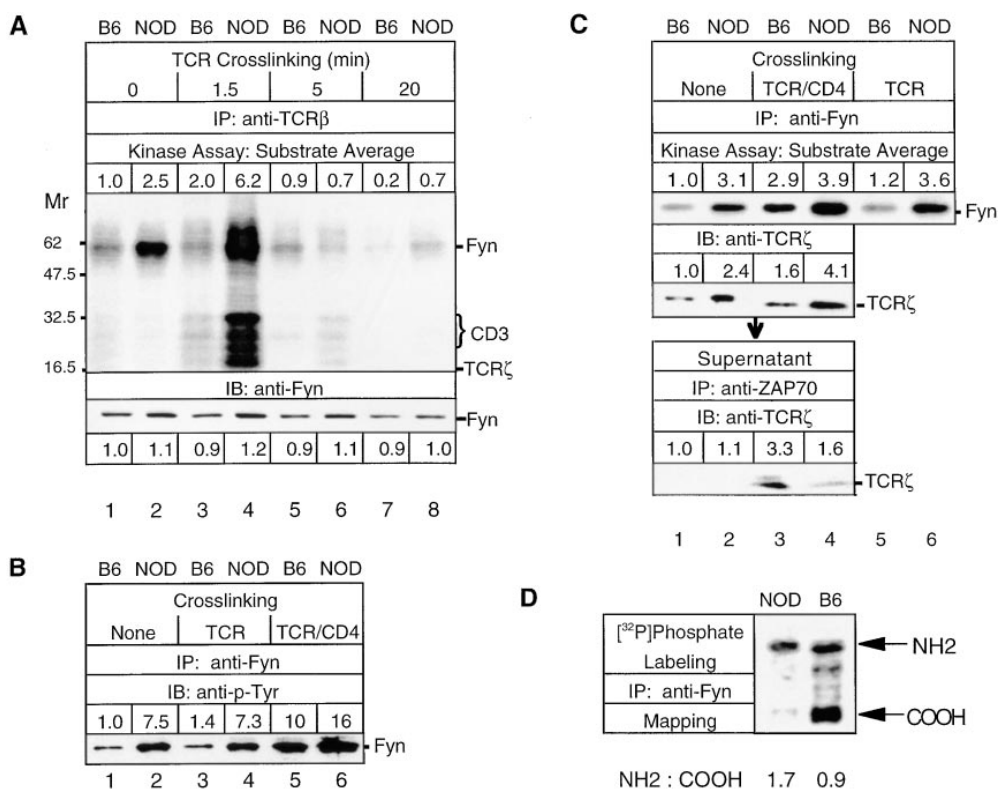 A
B6 NOD B6 NOD B6 NOD B6 NOD
TCR Crosslinking (min)
0 1.5 5 20
IP: anti-TCRβ
Kinase Assay: Substrate Average
1.0 2.5 2.0 6.2 0.9 0.7 0.2 0.7
Mr
62
47.5
32.5
16.5
Fyn
CD3
TCRζ
IB: anti-Fyn
Fyn
1.0 1.1 0.9 1.2 0.9 1.1 0.9 1.0
1 2 3 4 5 6 7 8
B
B6 NOD B6 NOD B6 NOD
Crosslinking
None TCR TCR/CD4
IP: anti-Fyn
IB: anti-p-Tyr
1.0 7.5 1.4 7.3 10 16
Fyn
1 2 3 4 5 6
C
B6 NOD B6 NOD B6 NOD
Crosslinking
None TCR/CD4 TCR
IP: anti-Fyn
Kinase Assay: Substrate Average
1.0 3.1 2.9 3.9 1.2 3.6
Fyn
IB: anti-TCRζ
1.0 2.4 1.6 4.1
TCRζ
Supernatant
IP: anti-ZAP70
IB: anti-TCRζ
1.0 1.1 3.3 1.6
TCRζ
1 2 3 4 5 6
D
NOD B6
[³²P]Phosphate
Labeling
IP: anti-Fyn
Mapping
NH2
COOH
NH2 : COOH 1.7 0.9